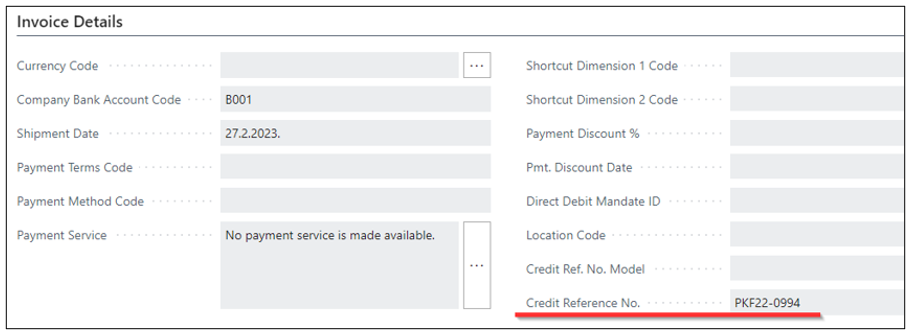 Invoice Details
Currency Code
...
Company Bank Account Code B001
Shipment Date 27.2.2023.
Payment Terms Code
Payment Method Code
Payment Service No payment service is made available.
...
Shortcut Dimension 1 Code
Shortcut Dimension 2 Code
Payment Discount %
Pmt. Discount Date
Direct Debit Mandate ID
Location Code
Credit Ref. No. Model
Credit Reference No. PKF22-0994